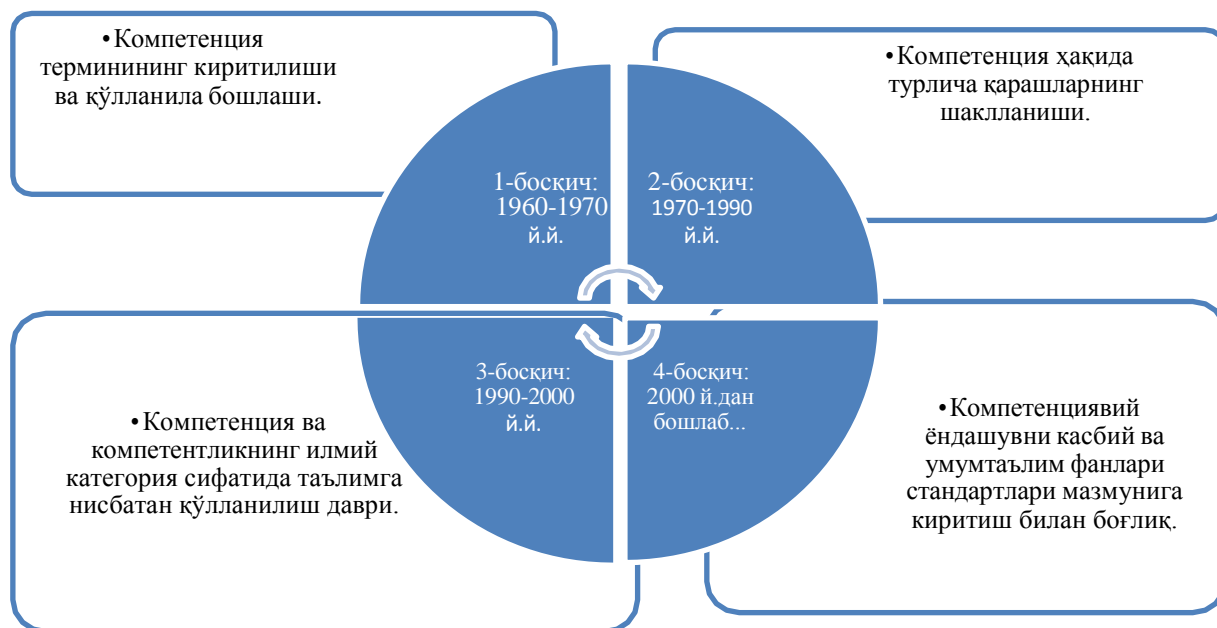 •Компетенция
терминининг киритилиши
ва қўлланила бошлаши.
•Компетенция ҳақида
турлича қарашларнинг
шаклланиши.
1-босқич:
1960-1970
й.й.
2-босқич:
1970-1990
й.й.
3-босқич:
1990-2000
й.й.
4-босқич:
2000 й.дан
бошлаб...
•Компетенция ва
компетентликнинг илмий
категория сифатида таълимга
нисбатан қўлланилиш даври.
•Компетенциявий
ёндашувни касбий ва
умумтаълим фанлари
стандартлари мазмунига
киритиш билан боғлиқ.